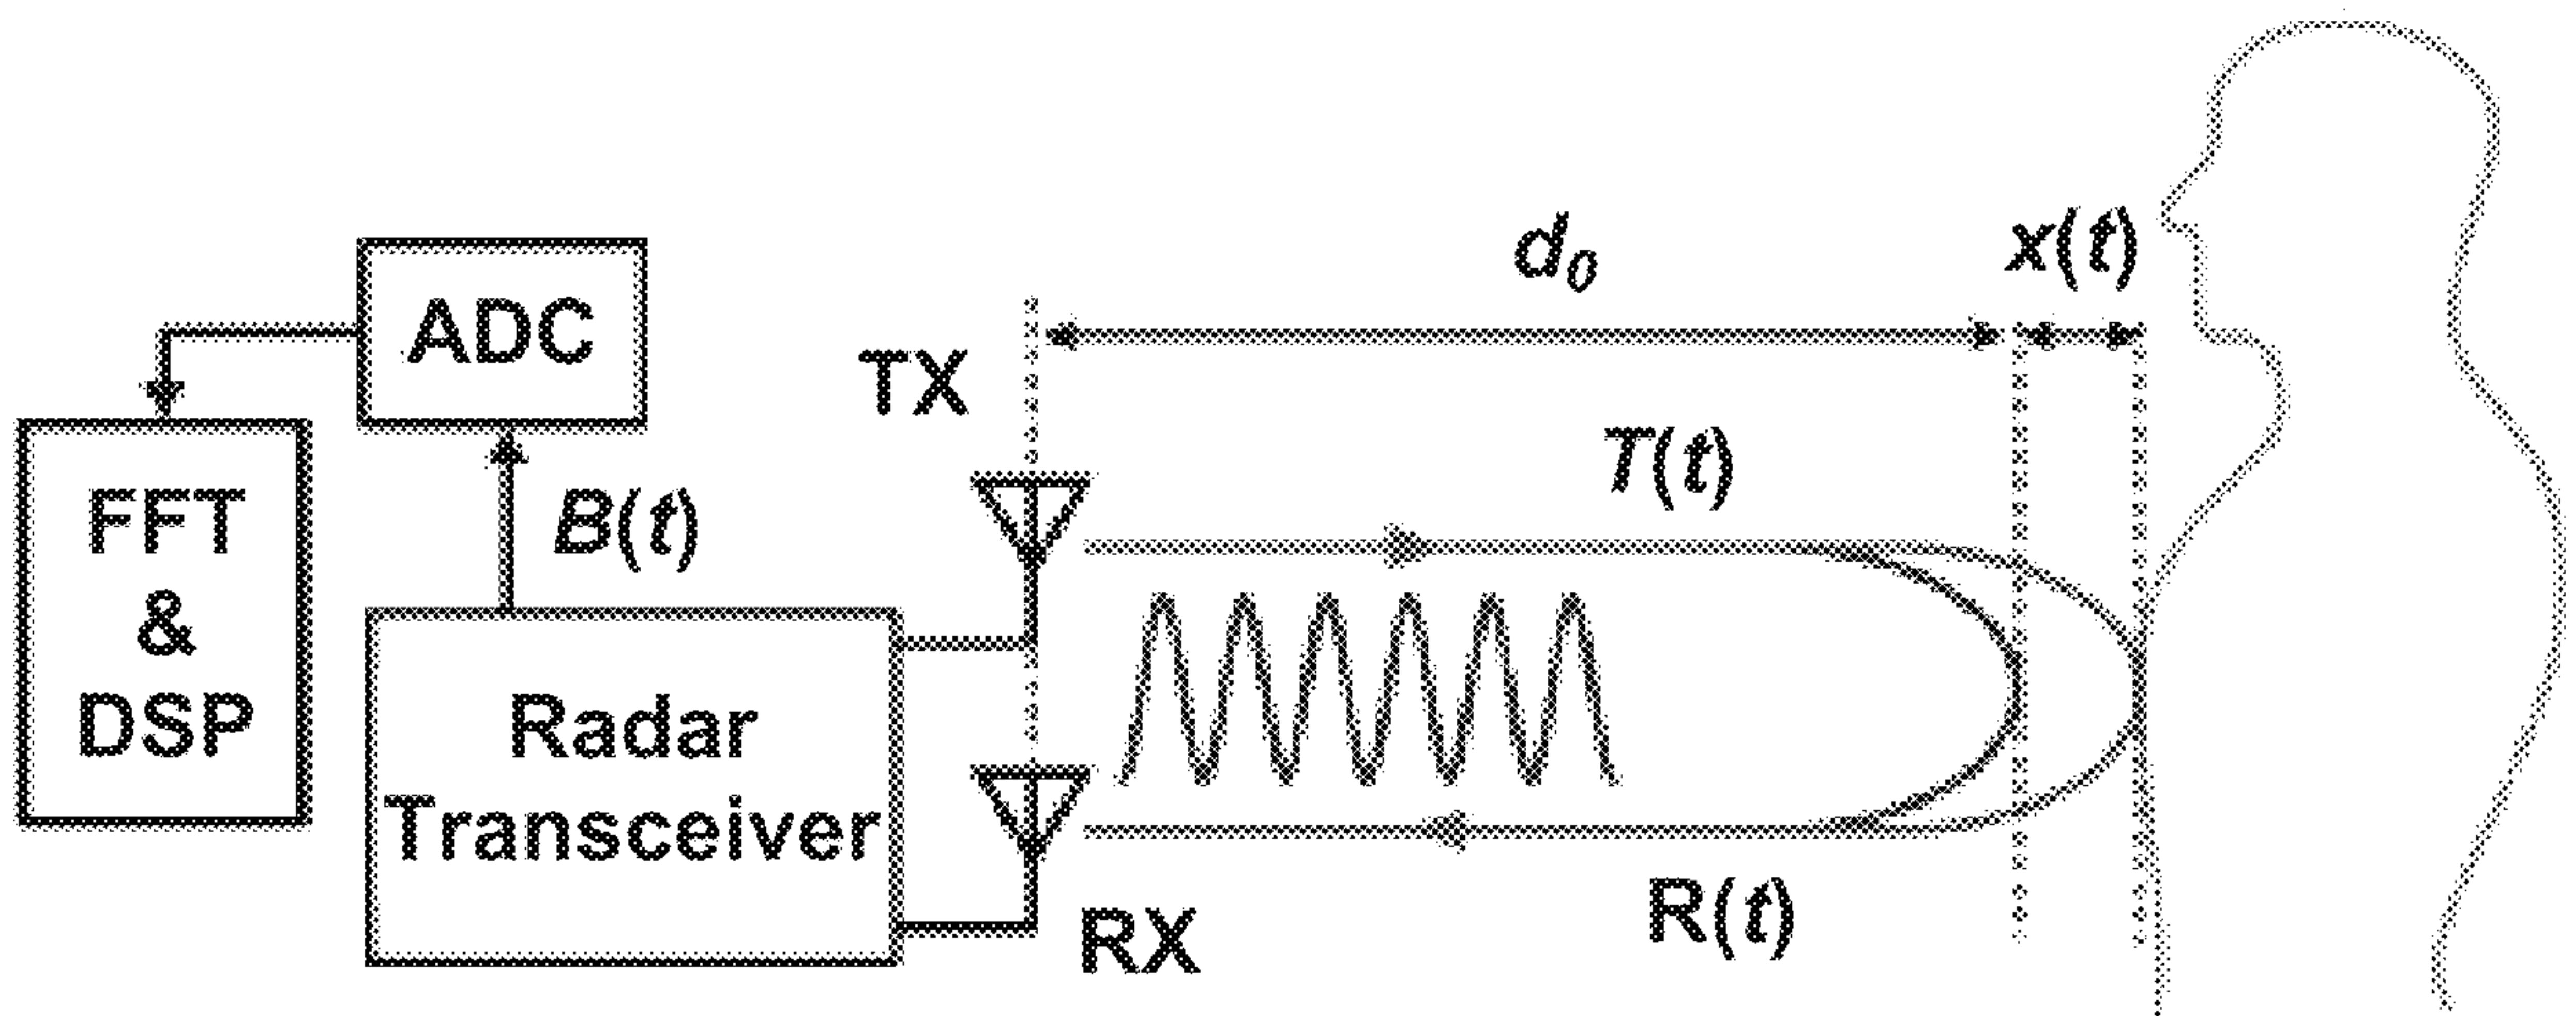 d₀
x(t)
ADC
TX
T(t)
FFT
&
DSP
B(t)
Radar
Transceiver
R(t)
RX